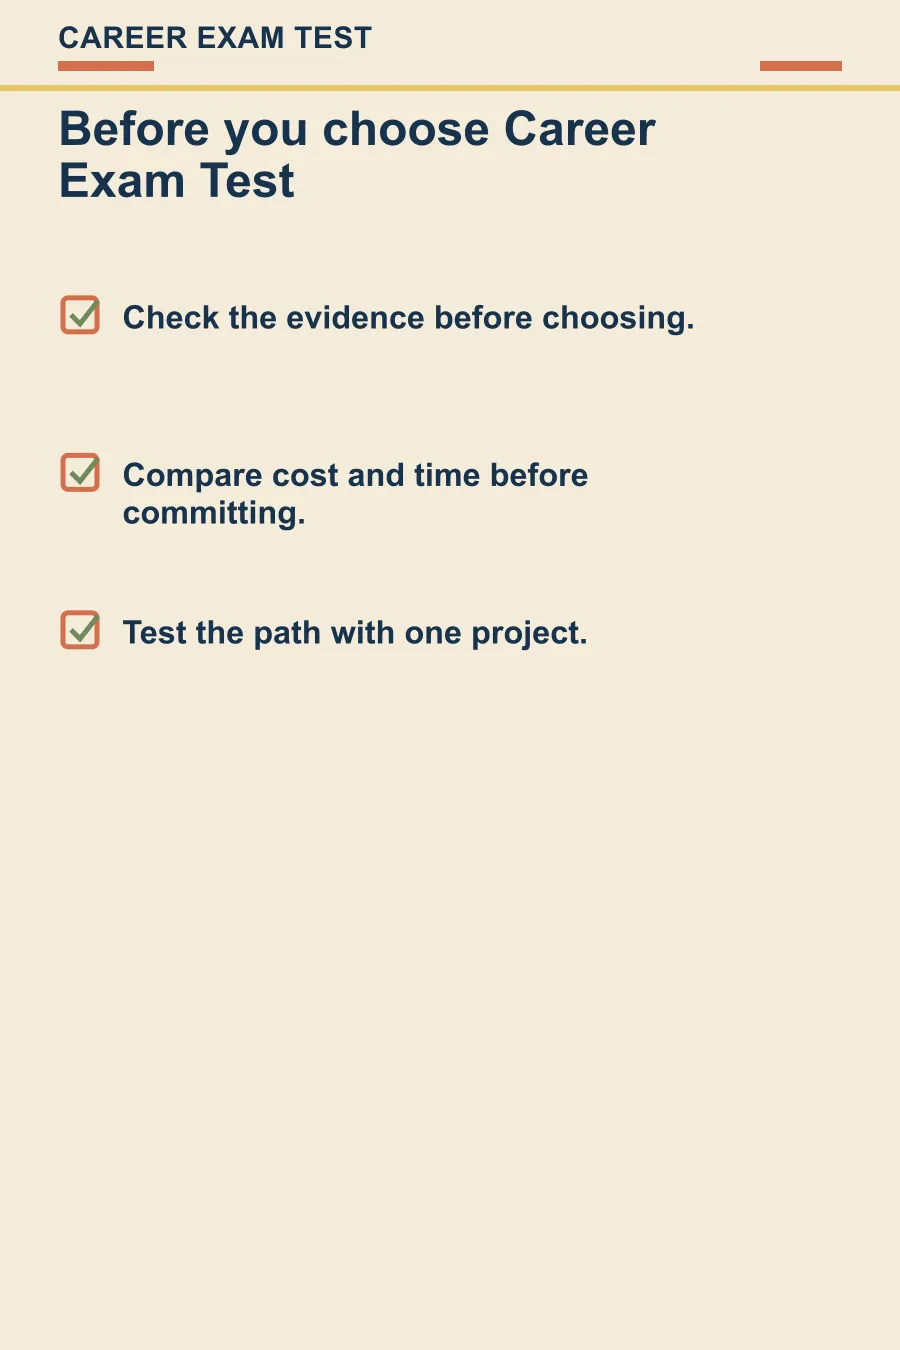 CAREER EXAM TEST
Before you choose Career
Exam Test
Check the evidence before choosing.
Compare cost and time before
committing.
Test the path with one project.